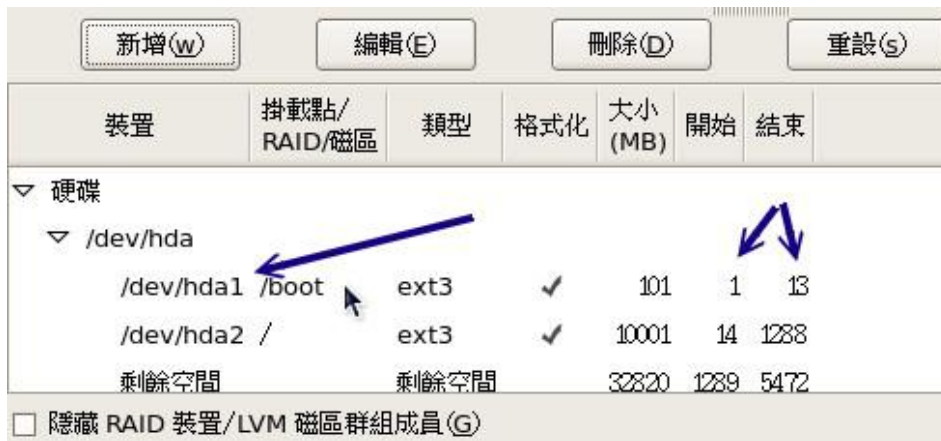 新增(w) 編輯(E) 刪除(D) 重設(s)
裝置 掛載點/ RAID/磁區 類型 格式化 大小 (MB) 開始 結束
硬碟
/dev/hda
/dev/hda1 /boot ext3 101 1 13
/dev/hda2 / ext3 10001 14 1288
剩餘空間 剩餘空間 32820 1289 5472
隱藏 RAID 裝置/LVM 磁區群組成員(G)